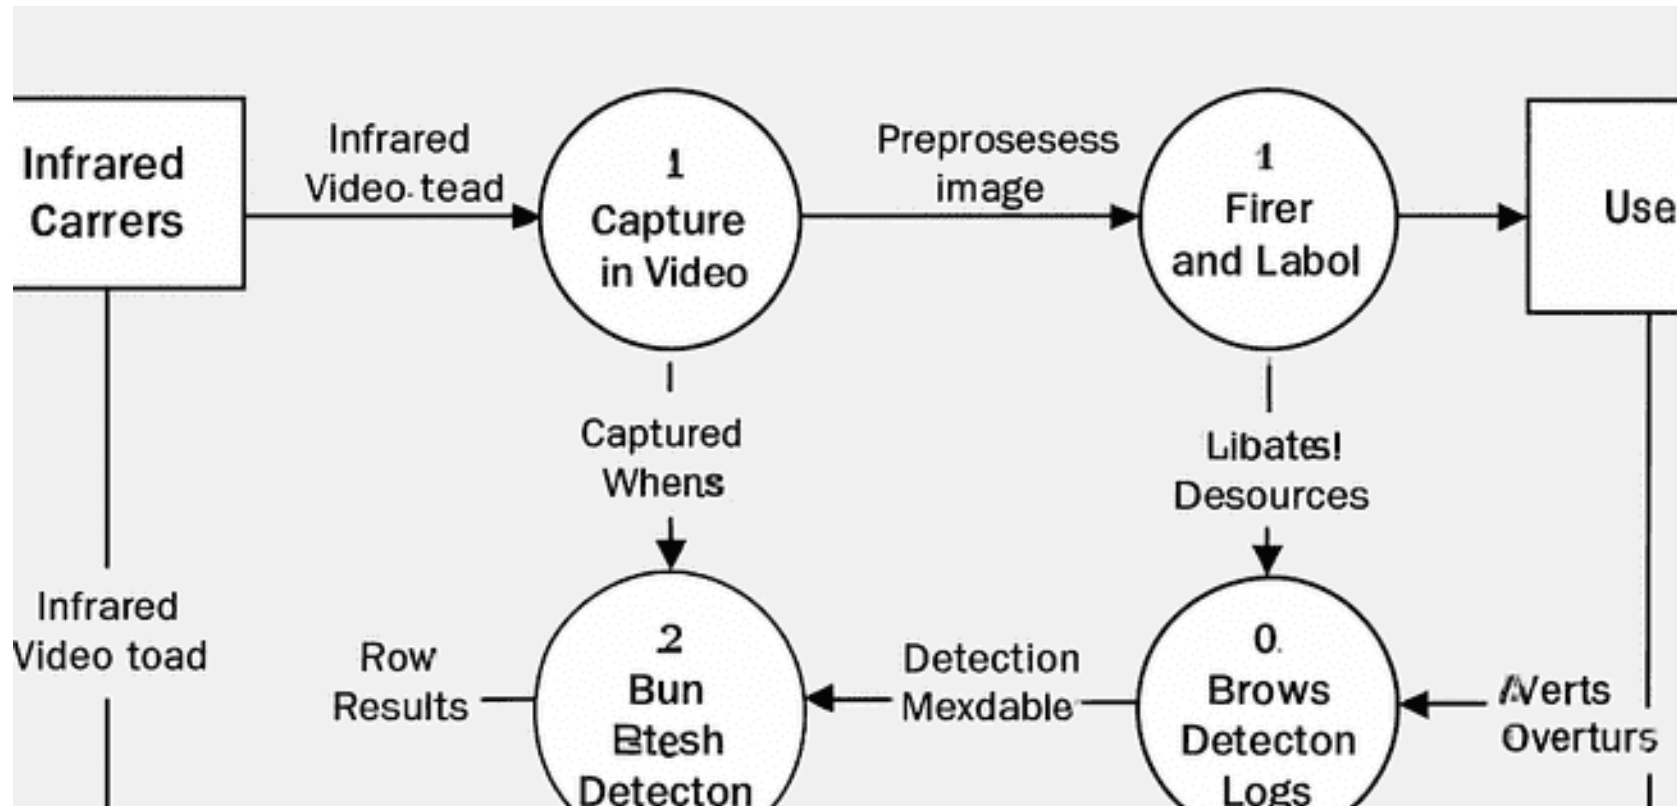 Infrared
Carrers
Infrared
Video tead
1
Capture
in Video
Preprosesess
image
1
Firer
and Labol
Use
Captured
Whens
Libates!
Desources
Infrared
Video toad
Row
Results
2
Bun
Etesh
Detecton
Detection
Mexdable
0.
Brows
Detecton
Logs
Averts
Overturs